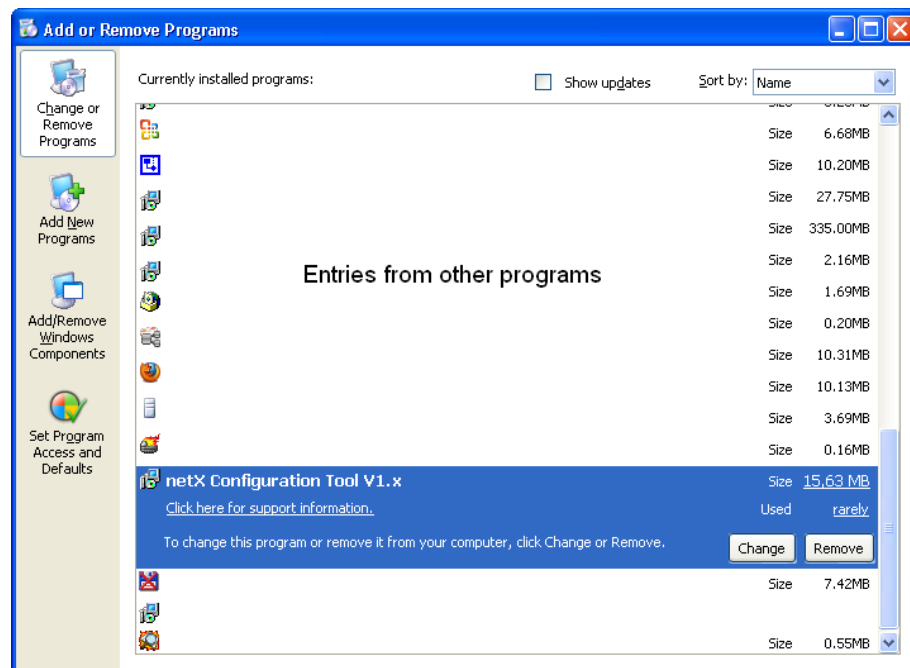 Add or Remove Programs
Change or
Remove
Programs
Add New
Programs
Add/Remove
Windows
Components
Set Program
Access and
Defaults
Currently installed programs:
Show updates
Sort by: Name
Size
Size 6.68MB
Size 10.20MB
Size 27.75MB
Size 335.00MB
Size 2.16MB
Entries from other programs
Size 1.69MB
Size 0.20MB
Size 10.31MB
Size 10.13MB
Size 3.69MB
Size 0.16MB
netX Configuration Tool V1.x Size 15,63 MB
Click here for support information. Used rarely
To change this program or remove it from your computer, click Change or Remove. Change Remove
Size 7.42MB
Size 0.55MB